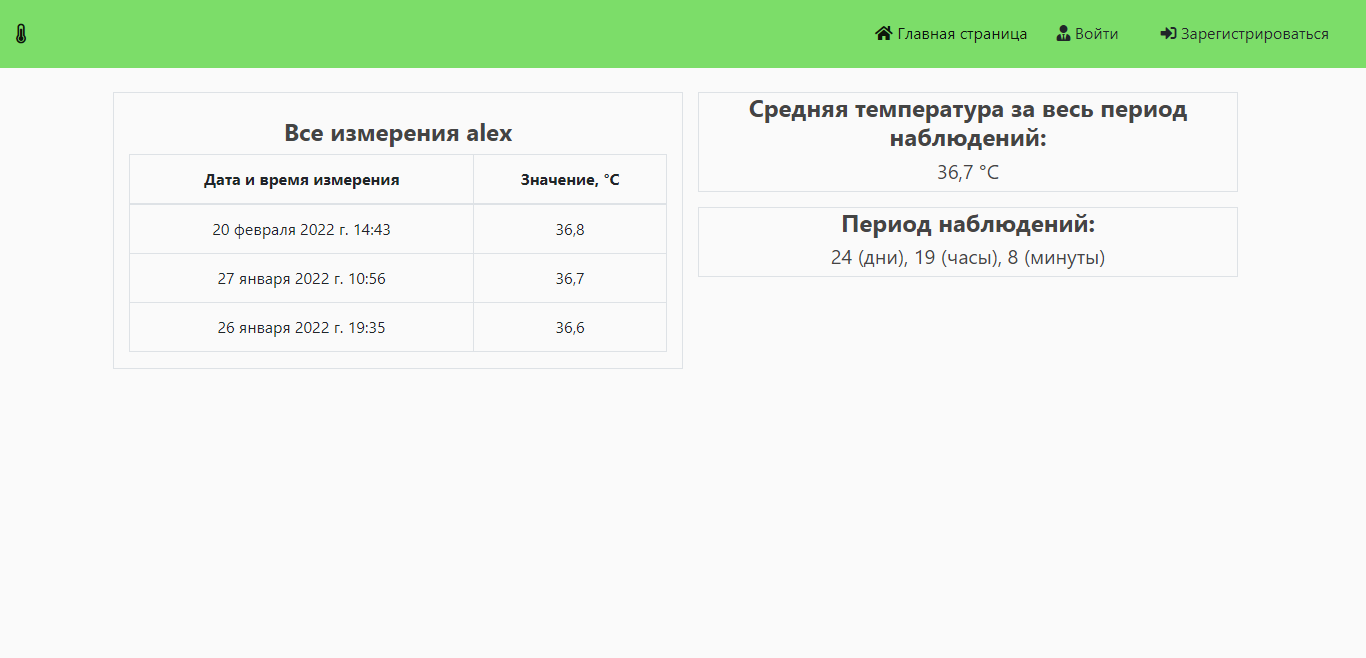 Главная страница
Войти
Зарегистрироваться
Все измерения alex
Дата и время измерения Значение, °C
20 февраля 2022 г. 14:43 36,8
27 января 2022 г. 10:56 36,7
26 января 2022 г. 19:35 36,6
Средняя температура за весь период
наблюдений:
36,7 °C
Период наблюдений:
24 (дни), 19 (часы), 8 (минуты)